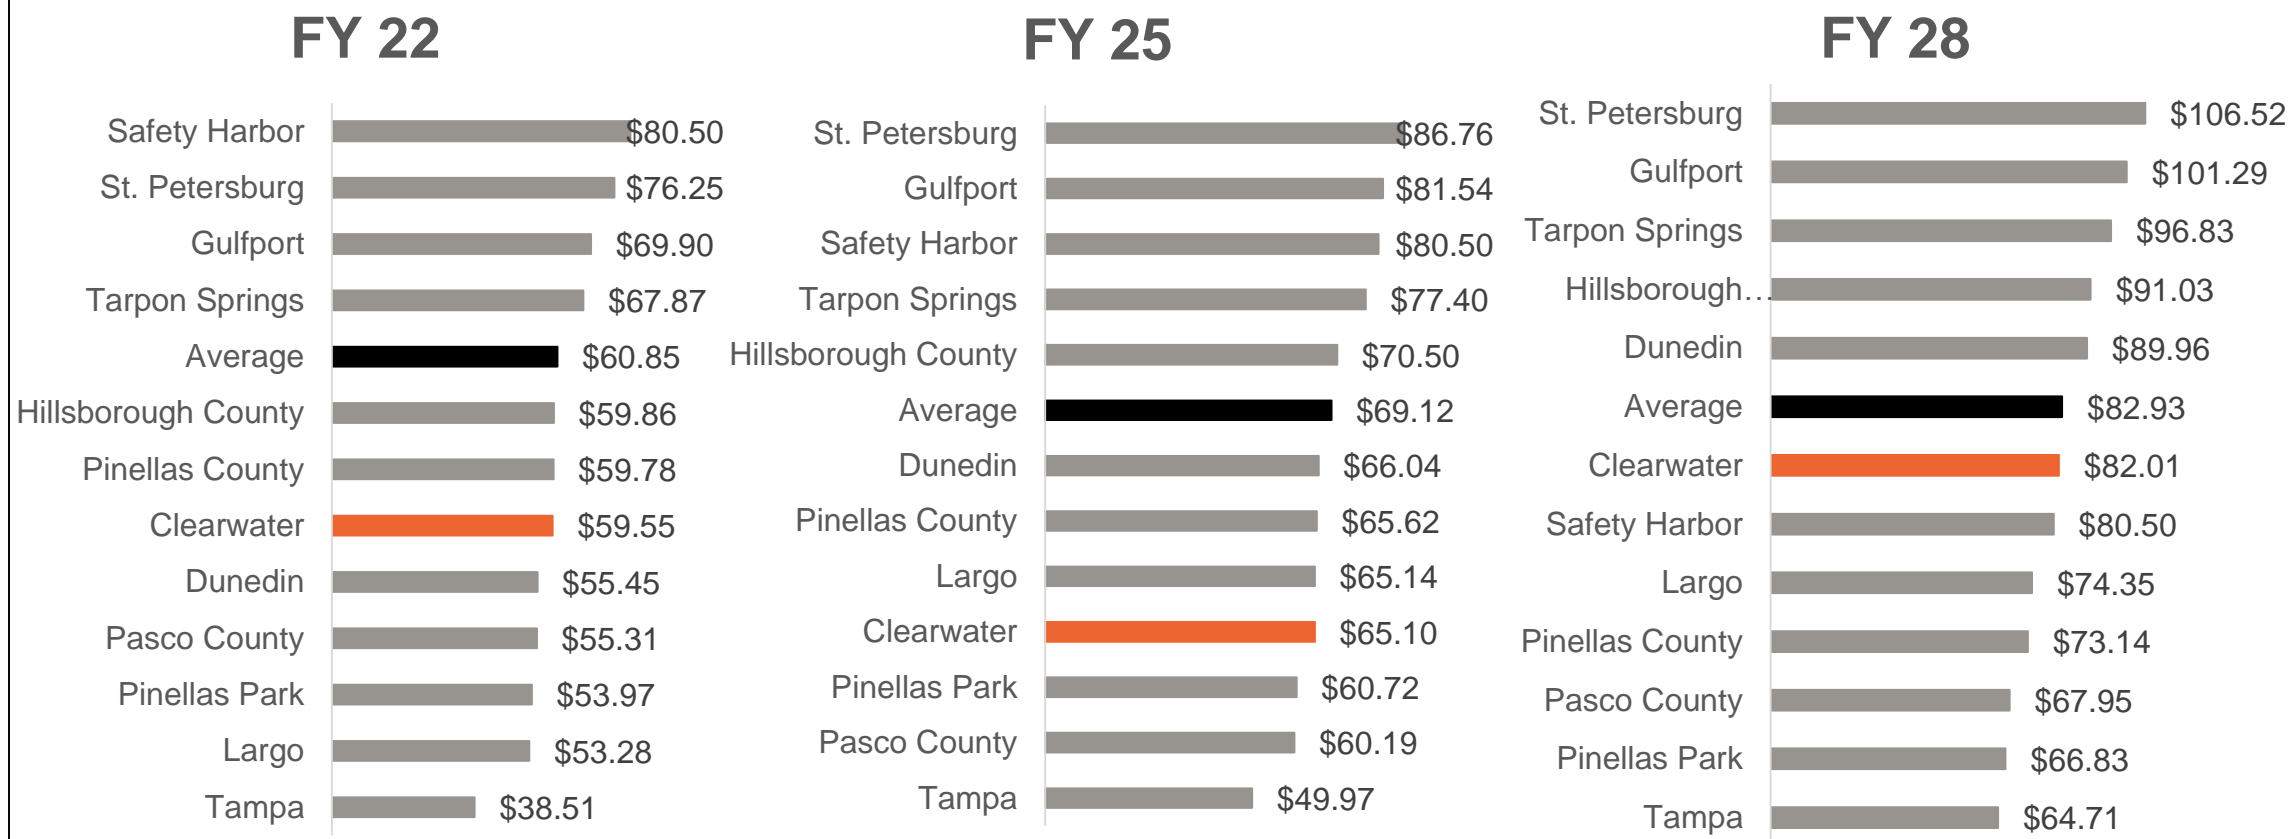 FY 22
Safety Harbor $80.50
St. Petersburg $76.25
Gulfport $69.90
Tarpon Springs $67.87
Average $60.85
Hillsborough County $59.86
Pinellas County $59.78
Clearwater $59.55
Dunedin $55.45
Pasco County $55.31
Pinellas Park $53.97
Largo $53.28
Tampa $38.51
FY 25
St. Petersburg $86.76
Gulfport $81.54
Safety Harbor $80.50
Tarpon Springs $77.40
Hillsborough County $70.50
Average $69.12
Dunedin $66.04
Pinellas County $65.62
Largo $65.14
Clearwater $65.10
Pinellas Park $60.72
Pasco County $60.19
Tampa $49.97
FY 28
St. Petersburg $106.52
Gulfport $101.29
Tarpon Springs $96.83
Hillsborough… $91.03
Dunedin $89.96
Average $82.93
Clearwater $82.01
Safety Harbor $80.50
Largo $74.35
Pinellas County $73.14
Pasco County $67.95
Pinellas Park $66.83
Tampa $64.71